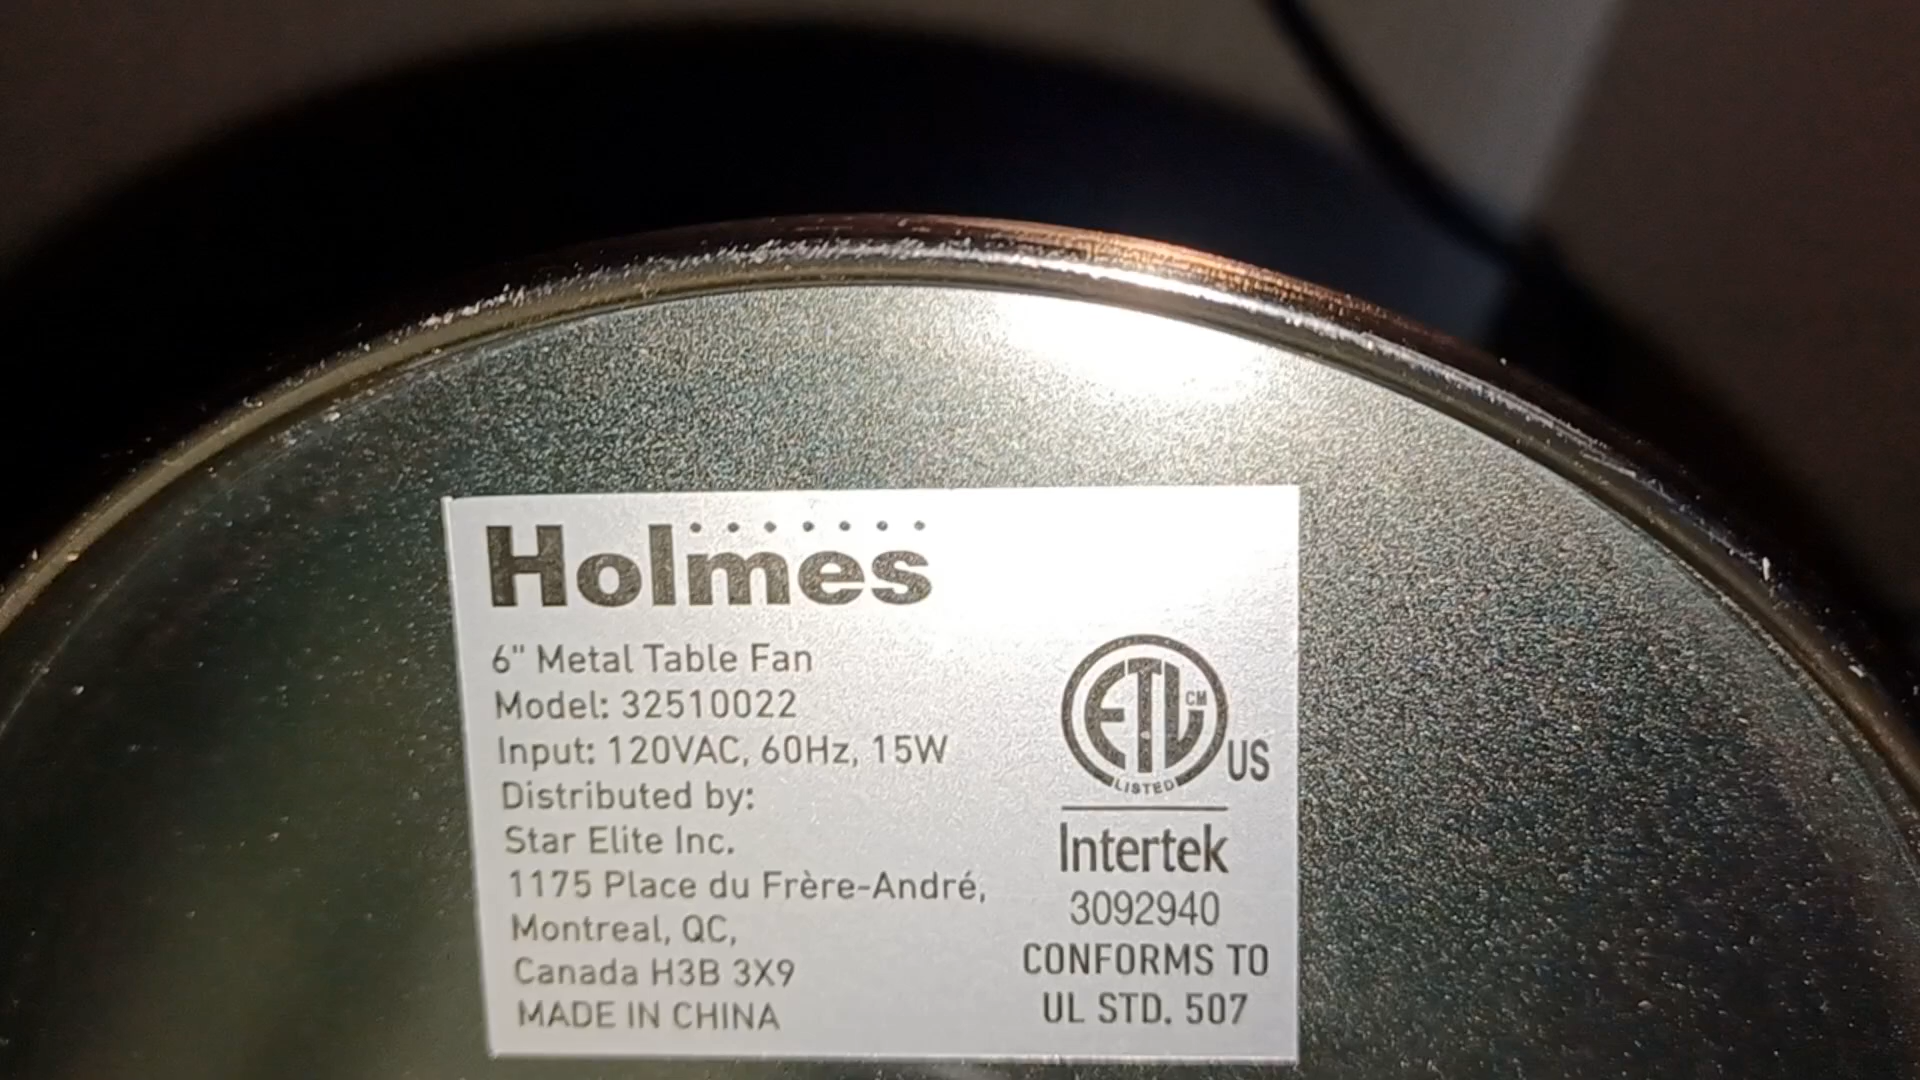 Holmes
6" Metal Table Fan
Model: 32510022
Input: 120VAC, 60Hz, 15W
Distributed by:
Star Elite Inc.
1175 Place du Frère-André,
Montreal, QC,
Canada H3B 3X9
MADE IN CHINA
ETL CM
LISTED
US
Intertek
3092940
CONFORMS TO
UL STD. 507